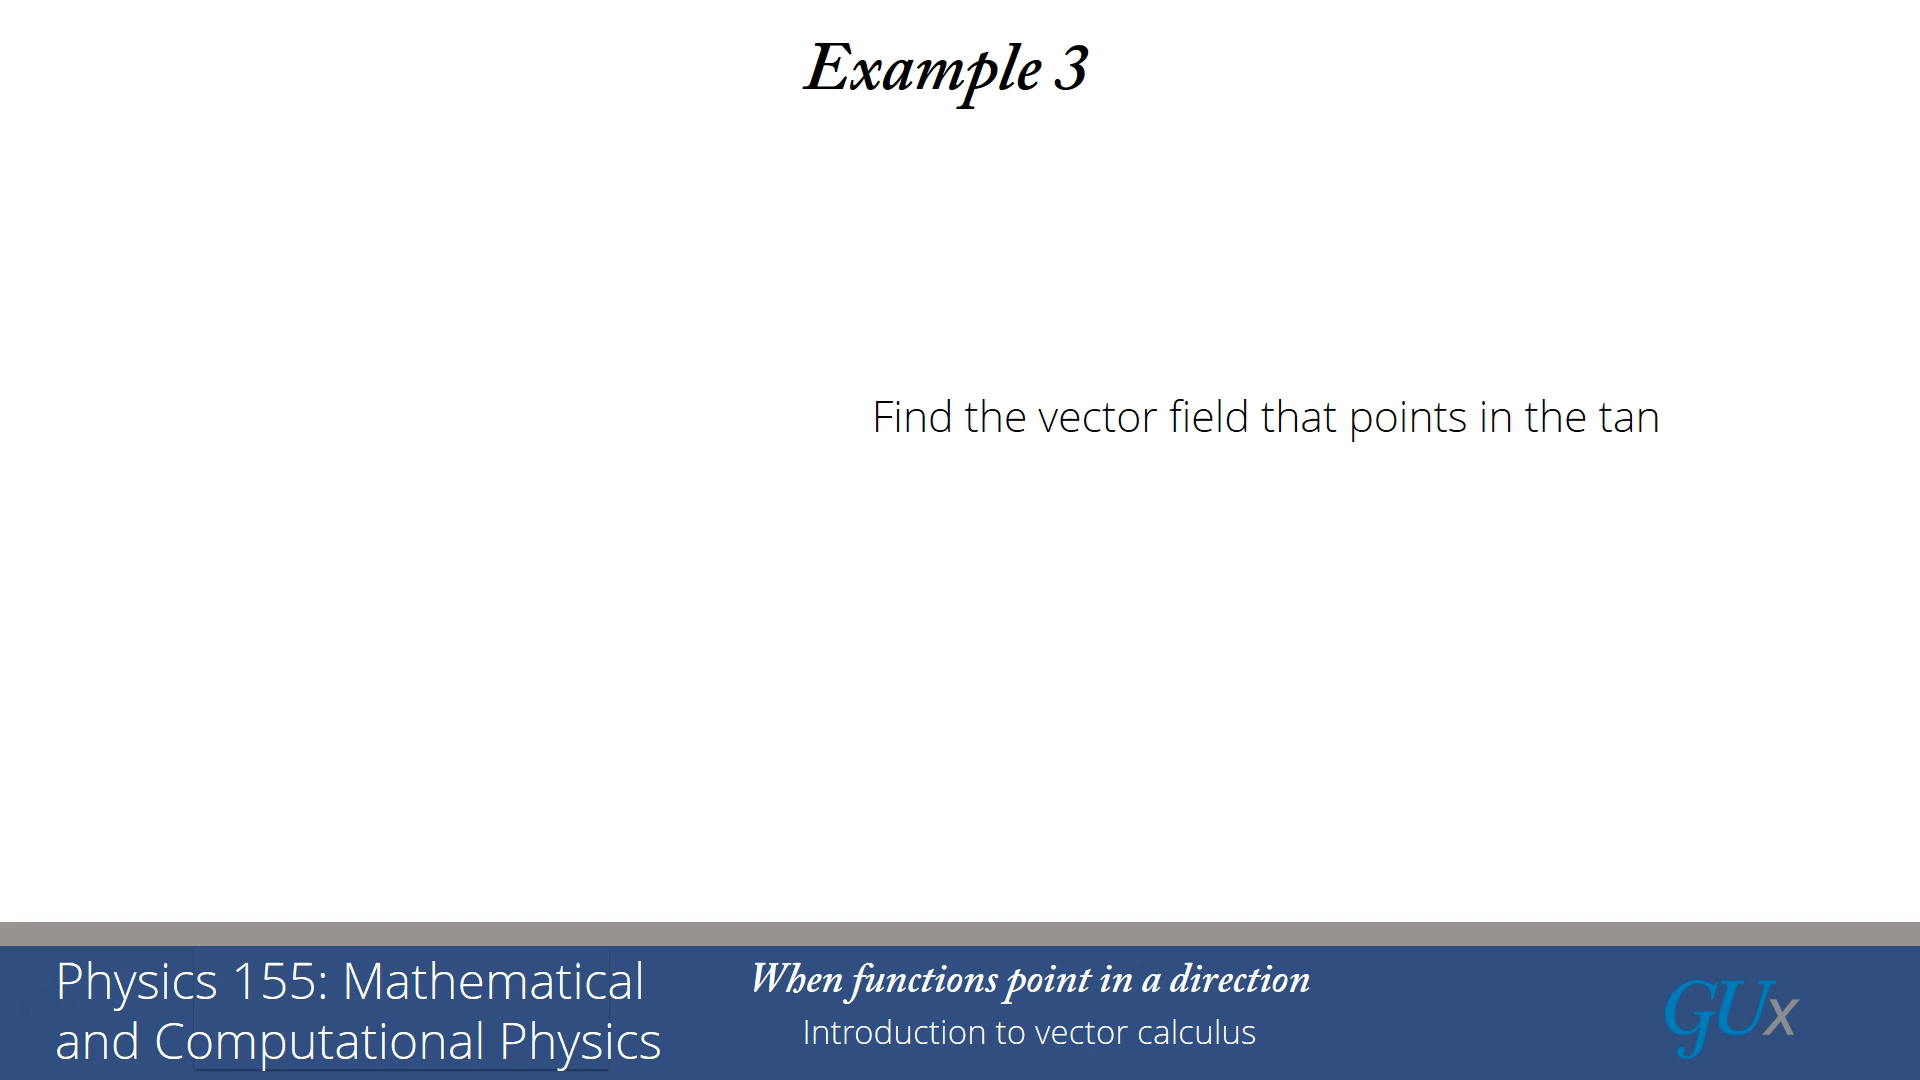 Example 3
Find the vector field that points in the tan
Physics 155: Mathematical
and Computational Physics
When functions point in a direction
Introduction to vector calculus
GUx